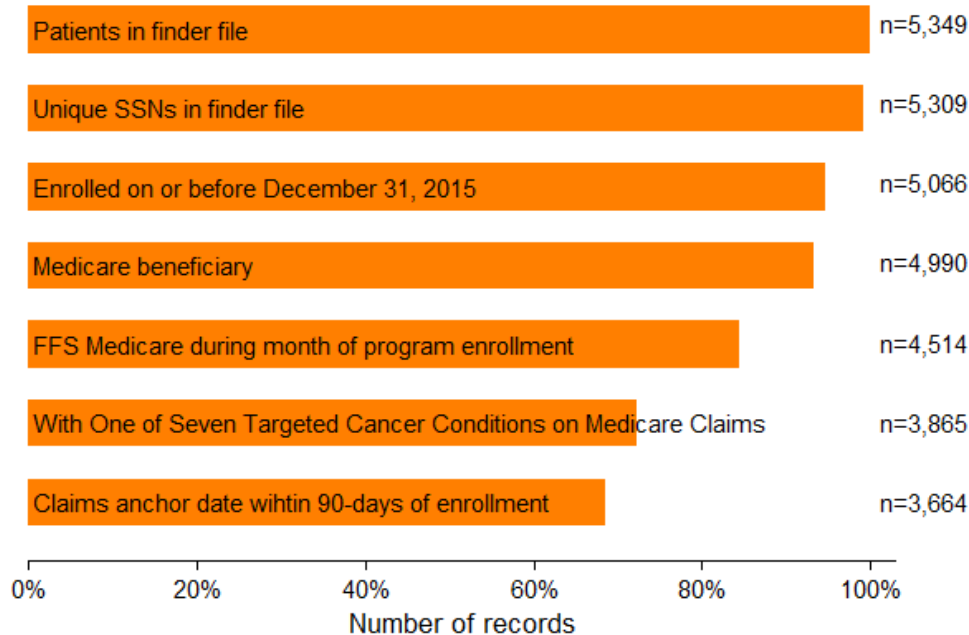 Patients in finder file n=5,349
Unique SSNs in finder file n=5,309
Enrolled on or before December 31, 2015 n=5,066
Medicare beneficiary n=4,990
FFS Medicare during month of program enrollment n=4,514
With One of Seven Targeted Cancer Conditions on Medicare Claims n=3,865
Claims anchor date wihtin 90-days of enrollment n=3,664
0% 20% 40% 60% 80% 100%
Number of records